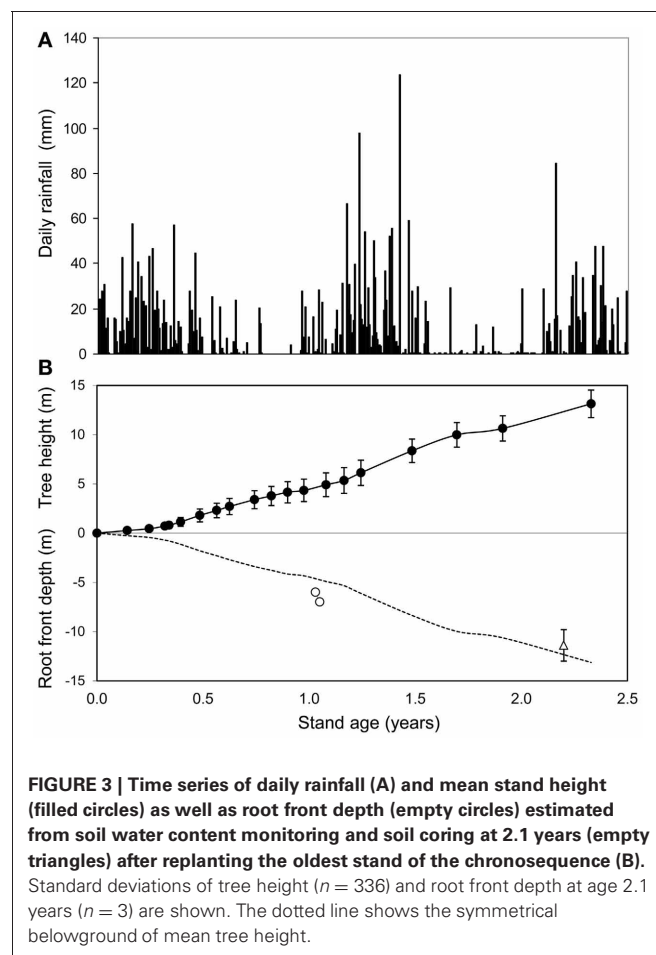 A
140
120
100
80
60
40
20
0
Daily rainfall (mm)
B
15
10
5
0
-5
-10
-15
Tree height (m)
Root front depth (m)
0.0 0.5 1.0 1.5 2.0 2.5
Stand age (years)
FIGURE 3 | Time series of daily rainfall (A) and mean stand height
(filled circles) as well as root front depth (empty circles) estimated
from soil water content monitoring and soil coring at 2.1 years (empty
triangles) after replanting the oldest stand of the chronosequence (B).
Standard deviations of tree height (n = 336) and root front depth at age 2.1
years (n = 3) are shown. The dotted line shows the symmetrical
belowground of mean tree height.